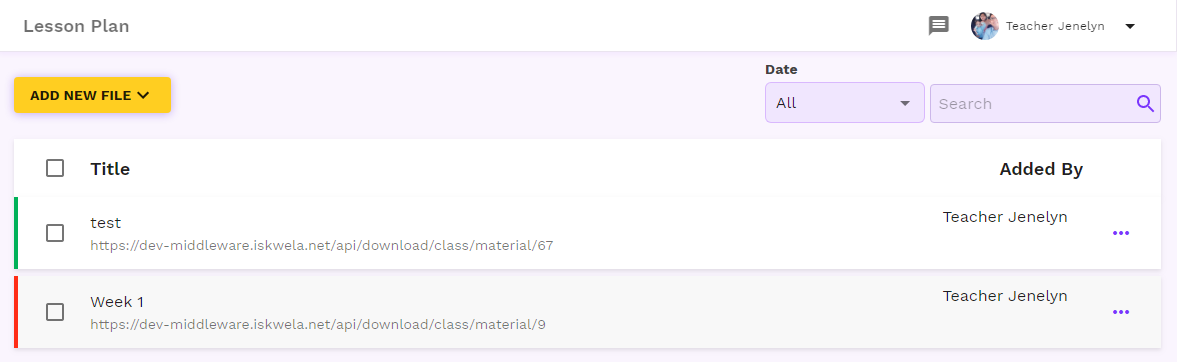 Lesson Plan
Teacher Jenelyn
Date
ADD NEW FILE
All
Search
Title
Added By
test
Teacher Jenelyn
https://dev-middleware.iskwela.net/api/download/class/material/67
Week 1
Teacher Jenelyn
https://dev-middleware.iskwela.net/api/download/class/material/9